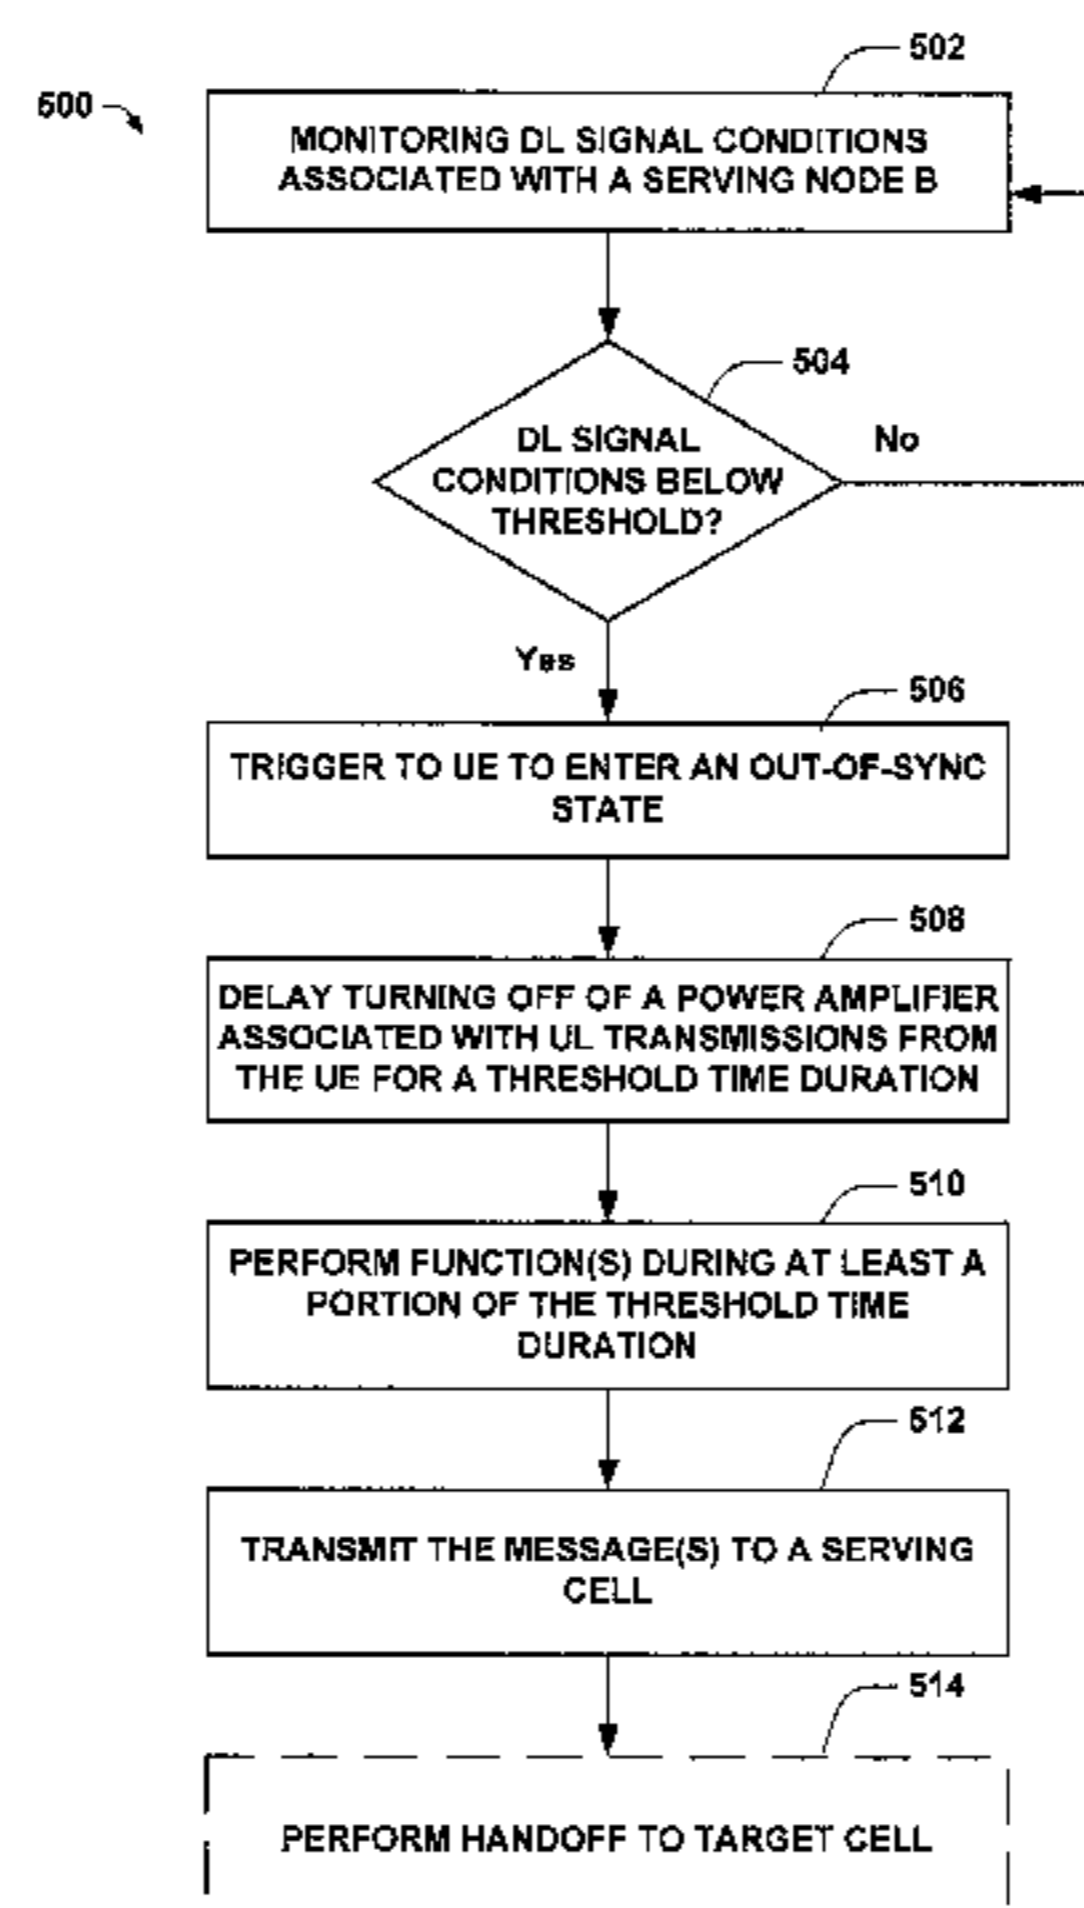 502
500
MONITORING DL SIGNAL CONDITIONS
ASSOCIATED WITH A SERVING NODE B
504
DL SIGNAL
CONDITIONS BELOW
THRESHOLD?
No
Yes
506
TRIGGER TO UE TO ENTER AN OUT-OF-SYNC
STATE
508
DELAY TURNING OFF OF A POWER AMPLIFIER
ASSOCIATED WITH UL TRANSMISSIONS FROM
THE UE FOR A THRESHOLD TIME DURATION
510
PERFORM FUNCTION(S) DURING AT LEAST A
PORTION OF THE THRESHOLD TIME
DURATION
512
TRANSMIT THE MESSAGE(S) TO A SERVING
CELL
514
PERFORM HANDOFF TO TARGET CELL